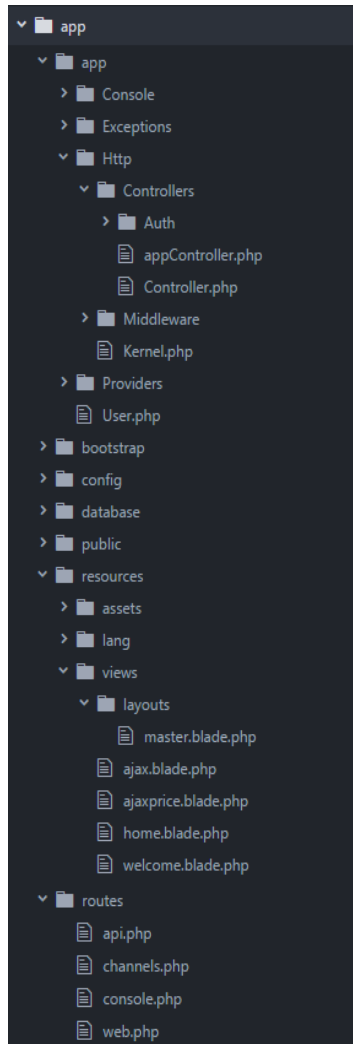 app
app
Console
Exceptions
Http
Controllers
Auth
appController.php
Controller.php
Middleware
Kernel.php
Providers
User.php
bootstrap
config
database
public
resources
assets
lang
views
layouts
master.blade.php
ajax.blade.php
ajaxprice.blade.php
home.blade.php
welcome.blade.php
routes
api.php
channels.php
console.php
web.php